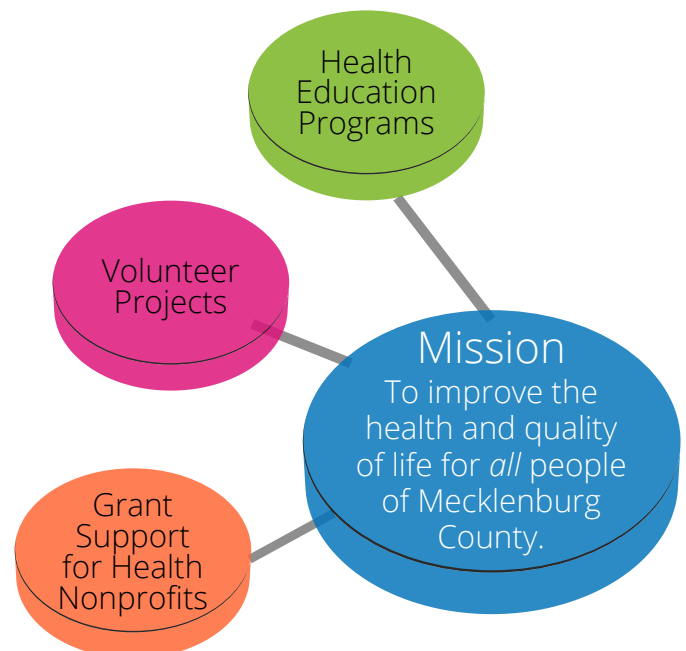 Health
Education
Programs
Volunteer
Projects
Mission
To improve the
health and quality
of life for all people
of Mecklenburg
County.
Grant
Support
for Health
Nonprofits